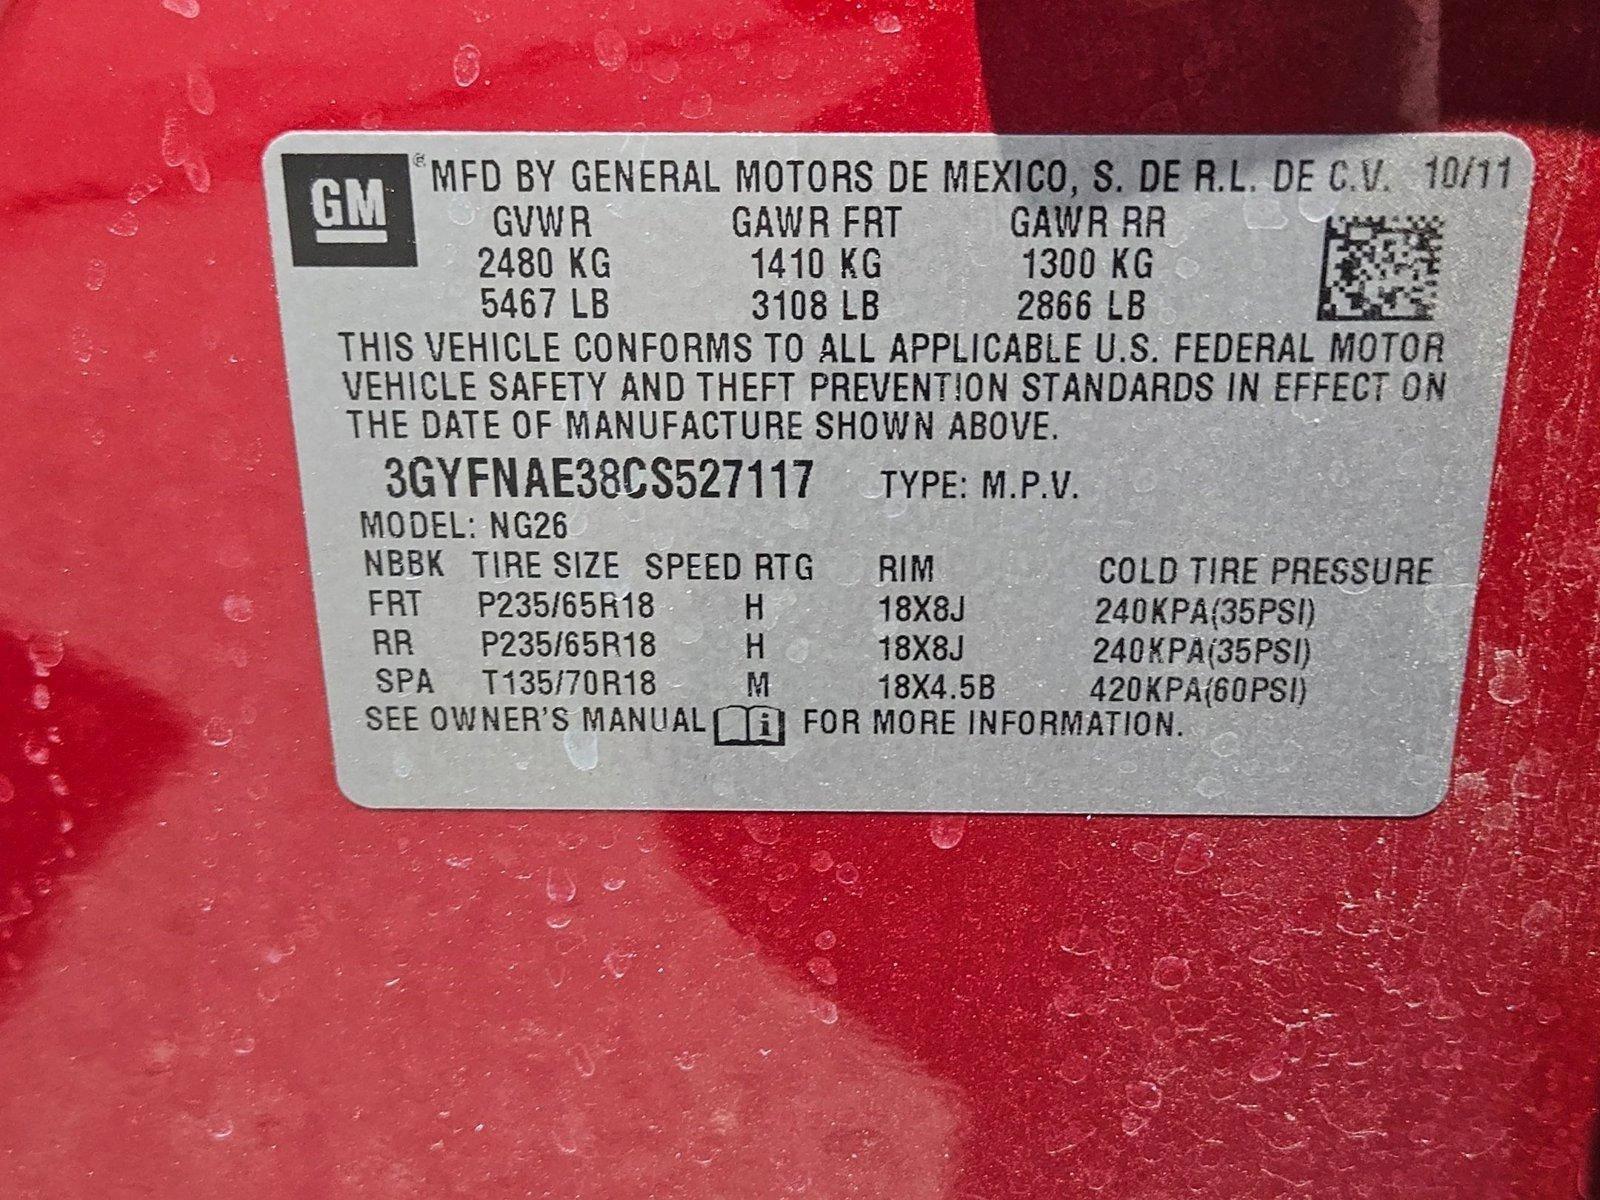 GM ® MFD BY GENERAL MOTORS DE MEXICO, S. DE R.L. DE C.V. 10/11
GVWR GAWR FRT GAWR RR
2480 KG 1410 KG 1300 KG
5467 LB 3108 LB 2866 LB
THIS VEHICLE CONFORMS TO ALL APPLICABLE U.S. FEDERAL MOTOR
VEHICLE SAFETY AND THEFT PREVENTION STANDARDS IN EFFECT ON
THE DATE OF MANUFACTURE SHOWN ABOVE.
3GYFNAE38CS527117 TYPE: M.P.V.
MODEL: NG26
NBBK TIRE SIZE SPEED RTG RIM COLD TIRE PRESSURE
FRT P235/65R18 H 18X8J 240KPA(35PSI)
RR P235/65R18 H 18X8J 240KPA(35PSI)
SPA T135/70R18 M 18X4.5B 420KPA(60PSI)
SEE OWNER'S MANUAL i FOR MORE INFORMATION.